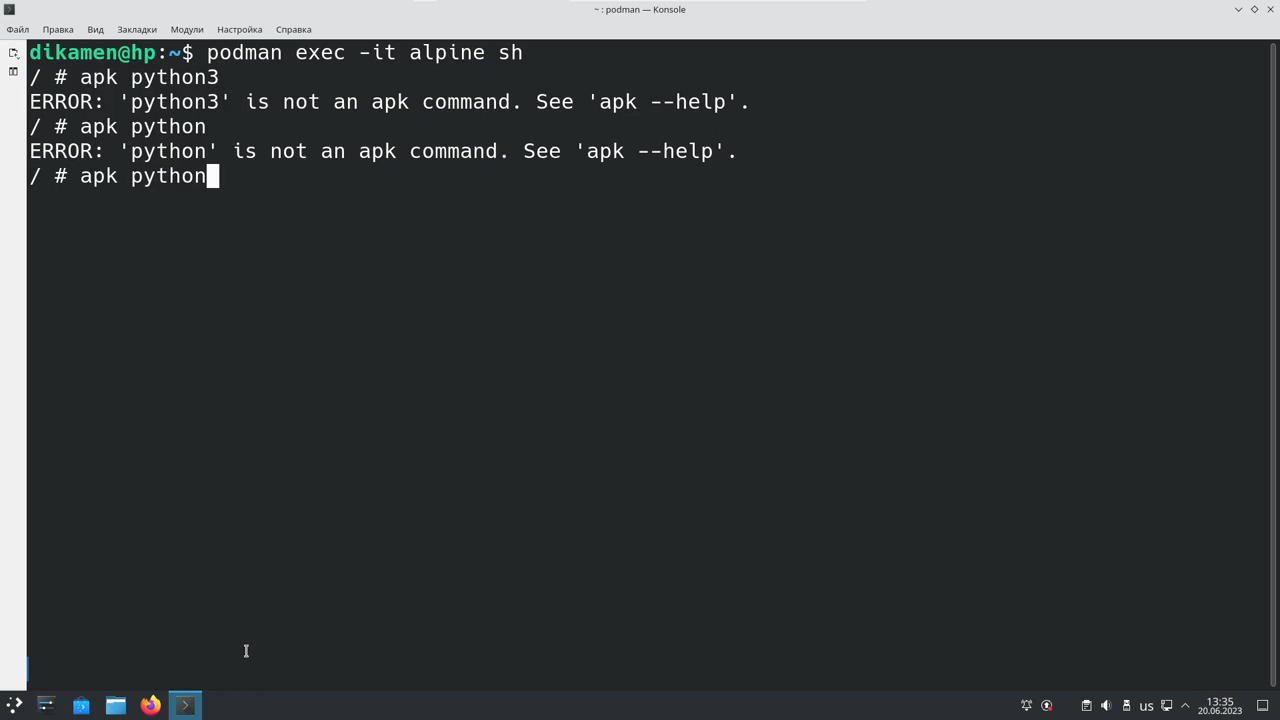 ~ : podman — Konsole
Файл Правка Вид Закладки Модули Настройка Справка
dikamen@hp:~$ podman exec -it alpine sh
/ # apk python3
ERROR: 'python3' is not an apk command. See 'apk --help'.
/ # apk python
ERROR: 'python' is not an apk command. See 'apk --help'.
/ # apk python
us
13:35
20.06.2023